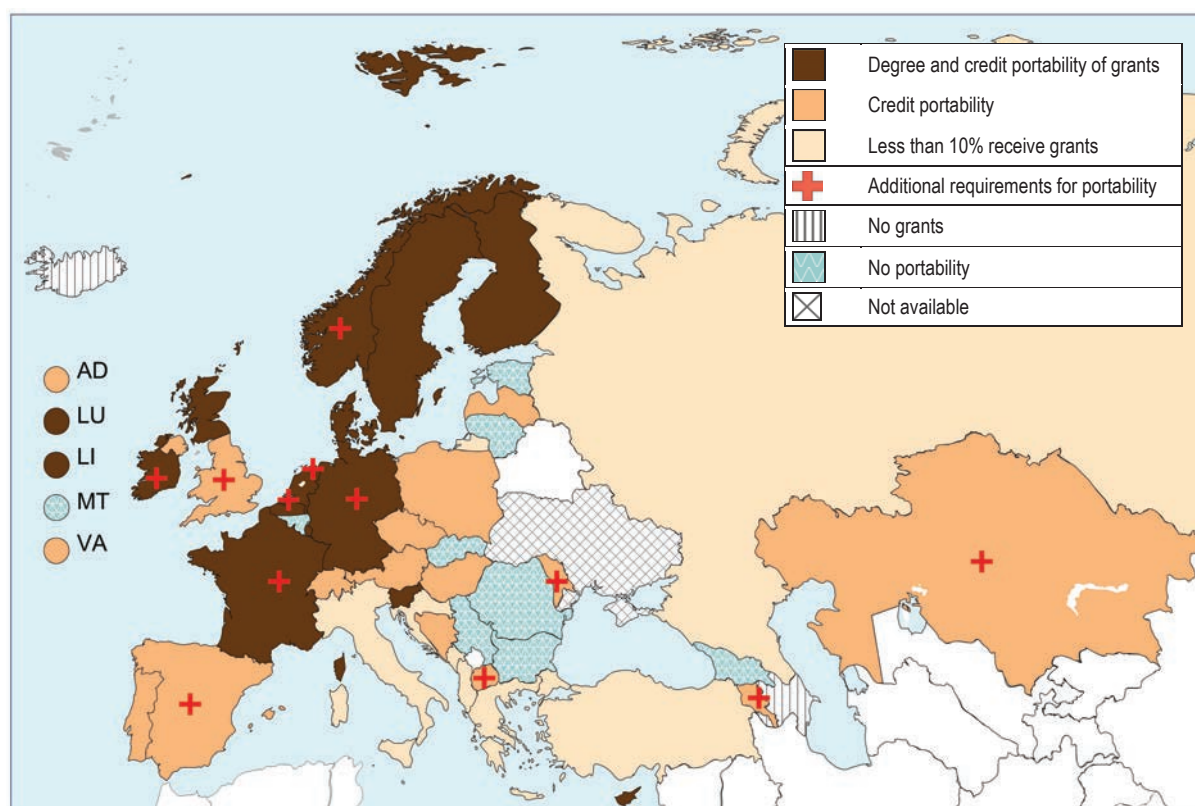 Degree and credit portability of grants
Credit portability
Less than 10% receive grants
Additional requirements for portability
No grants
No portability
Not available
AD
LU
LI
MT
VA